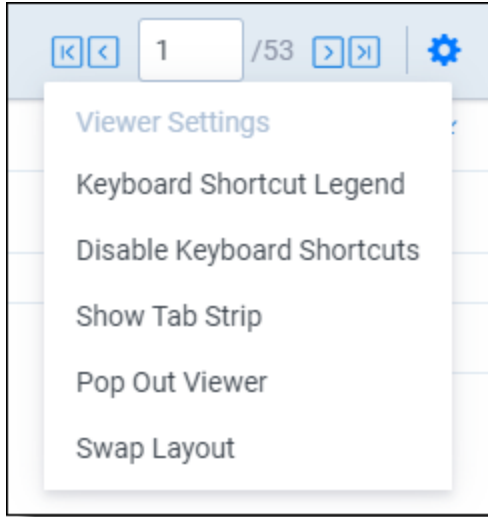 1 /53
Viewer Settings
Keyboard Shortcut Legend
Disable Keyboard Shortcuts
Show Tab Strip
Pop Out Viewer
Swap Layout